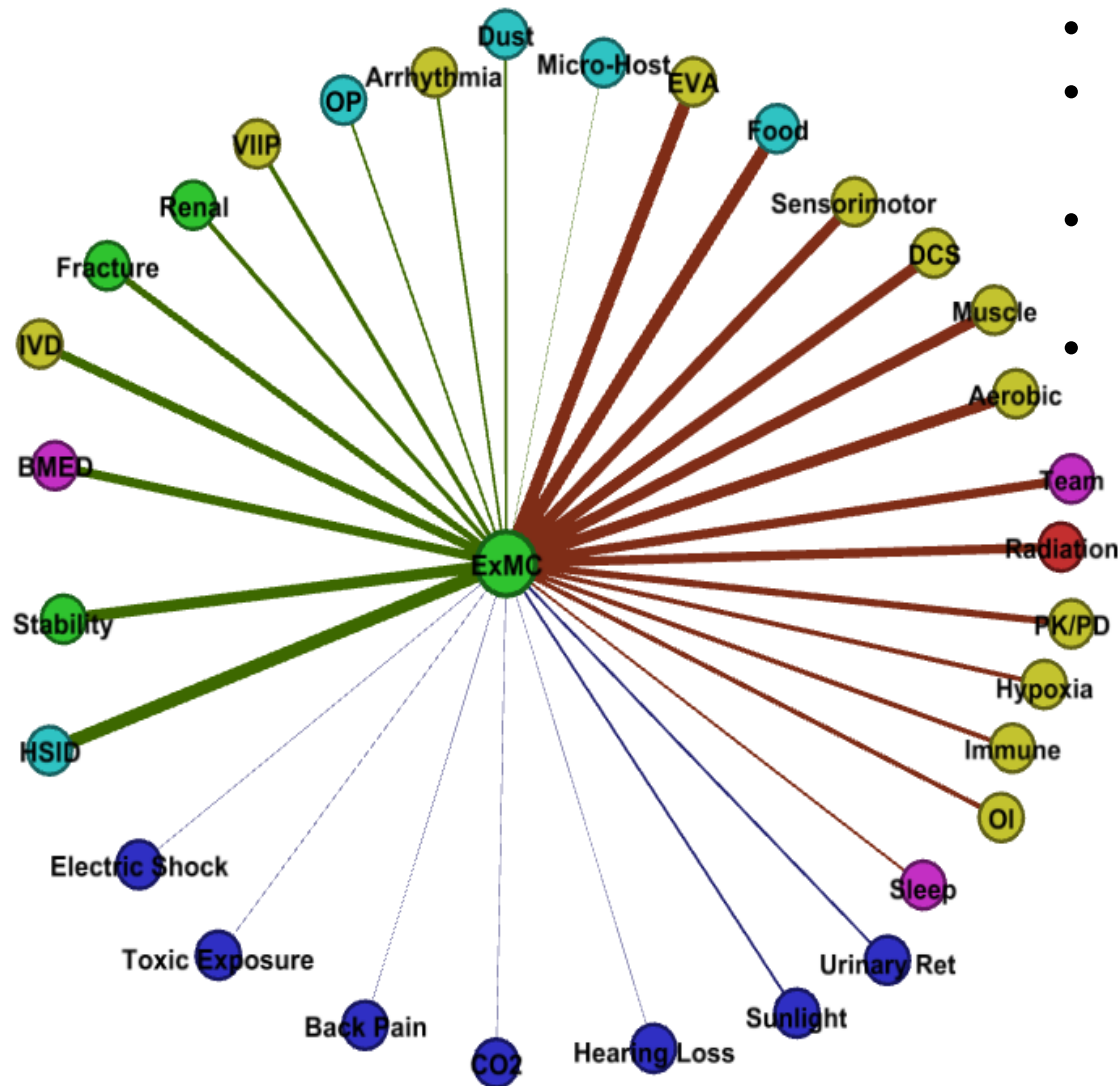 Dust
Micro-Host
Arrhythmia
EVA
OP
Food
VIIP
Renal
Sensorimotor
DCS
Fracture
Muscle
IVD
Aerobic
BMED
Team
Radiation
ExMC
Stability
PK/PD
Hypoxia
HSID
Immune
OI
Electric Shock
Sleep
Toxic Exposure
Urinary Ret
Back Pain
Sunlight
Hearing Loss
CO2